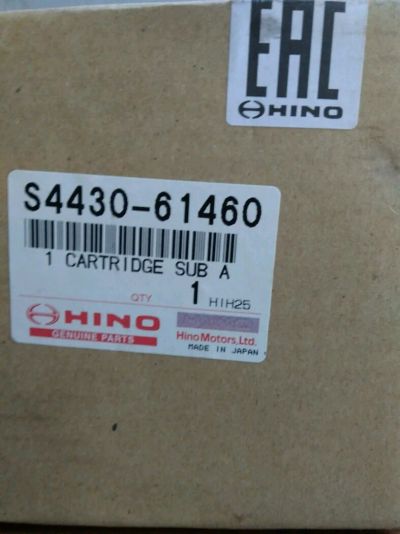 EAC
HINO
S4430-61460
1 CARTRIDGE SUB A
QTY 1 HIH25
HINO
GENUINE PARTS
Hino Motors, Ltd.
MADE IN JAPAN